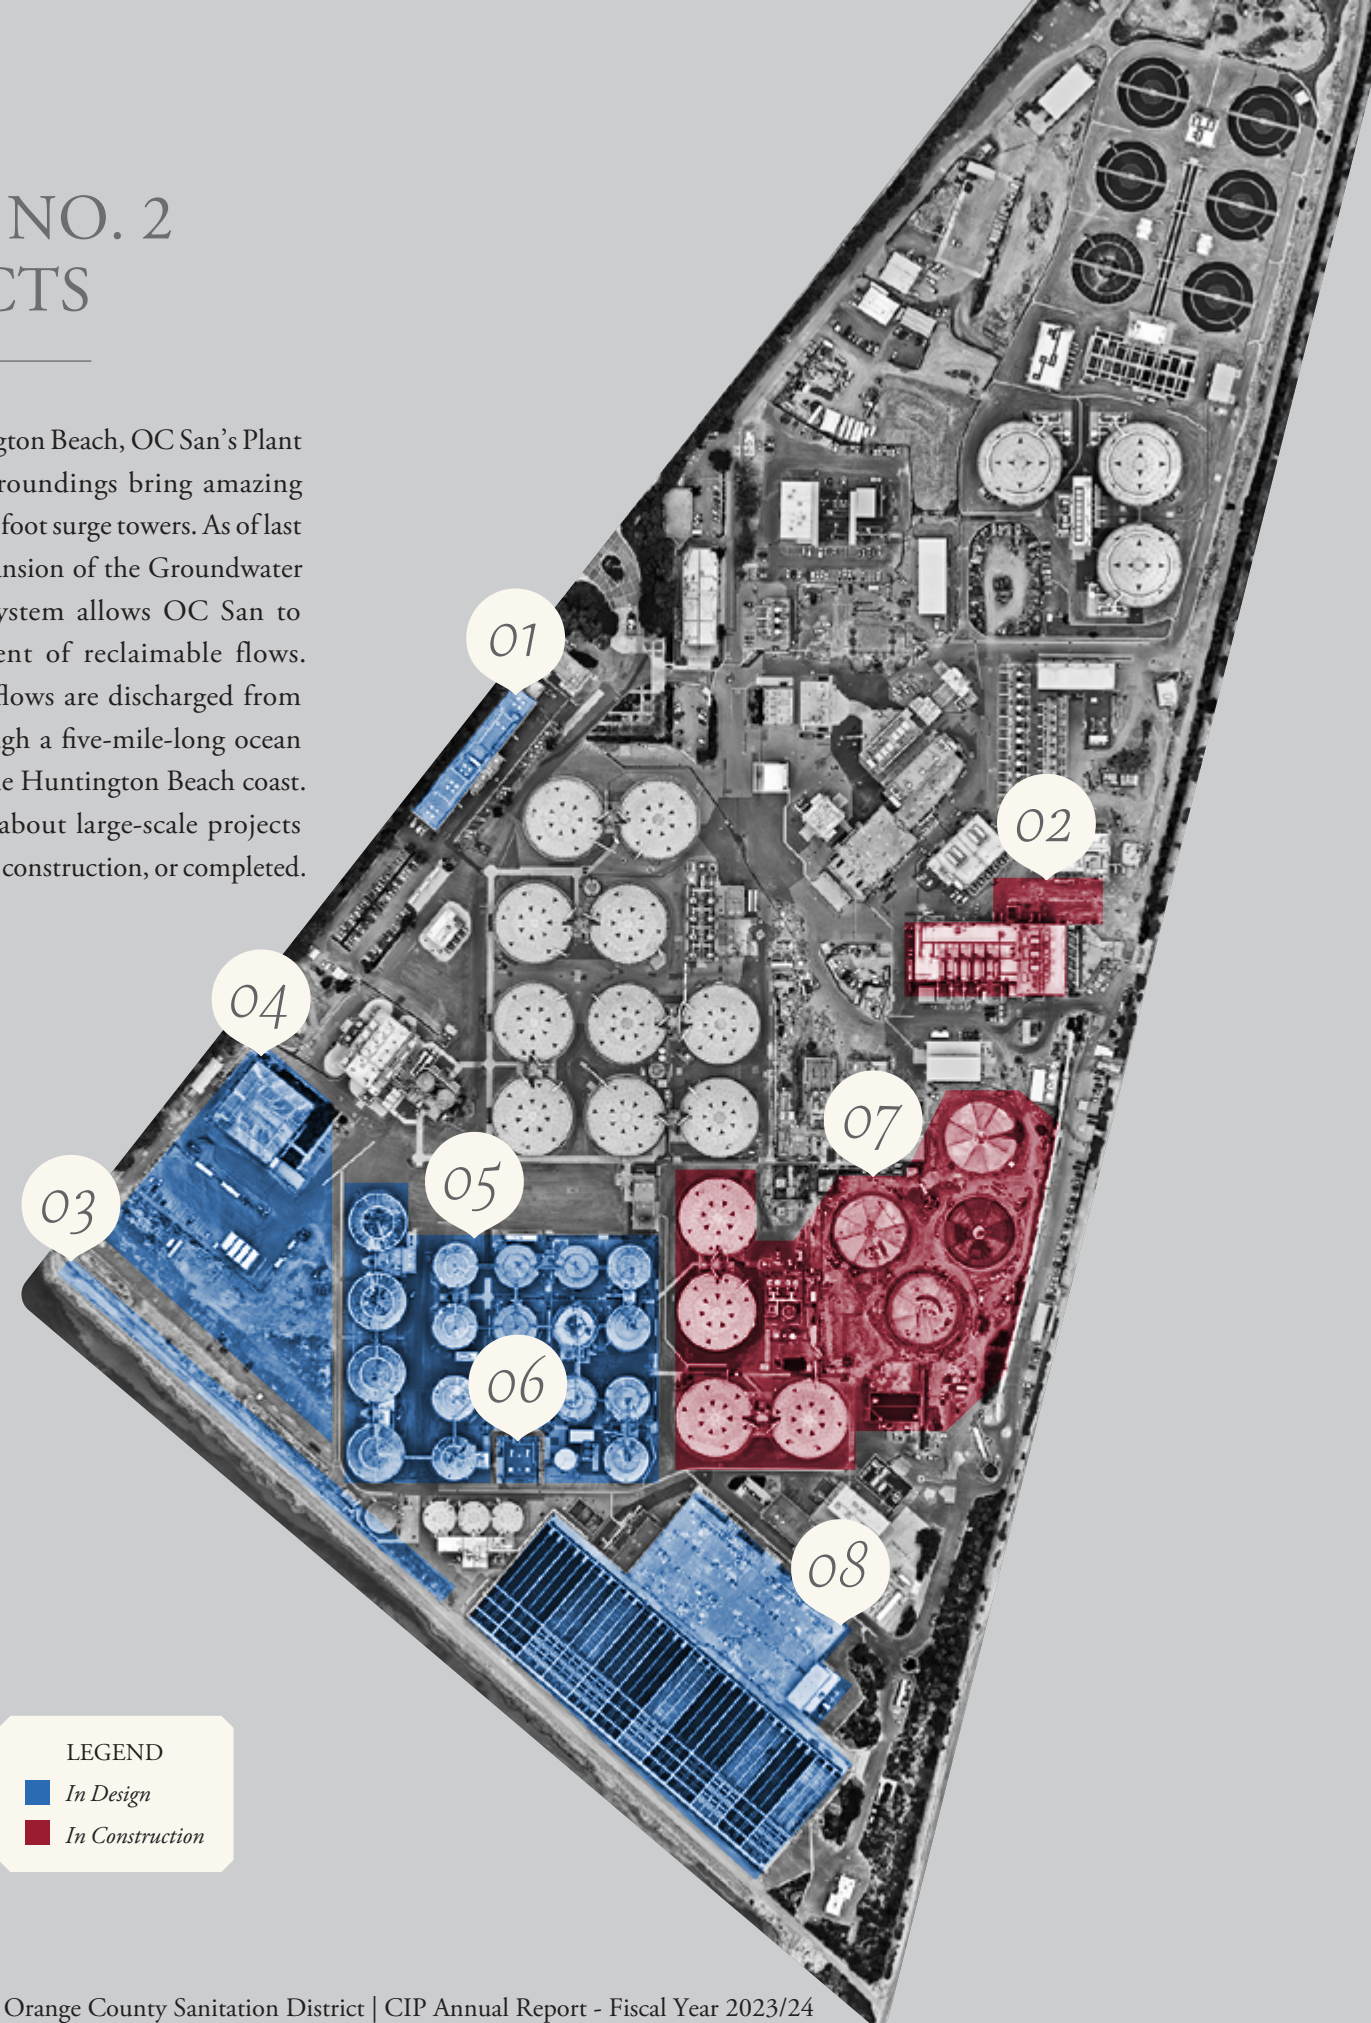 NO. 2
CTS
gton Beach, OC San's Plant
roundings bring amazing
foot surge towers. As of last
ansion of the Groundwater
ystem allows OC San to
ent of reclaimable flows.
flows are discharged from
gh a five-mile-long ocean
e Huntington Beach coast.
about large-scale projects
construction, or completed.
01
02
04
07
05
03
06
08
LEGEND
In Design
In Construction
Orange County Sanitation District | CIP Annual Report - Fiscal Year 2023/24